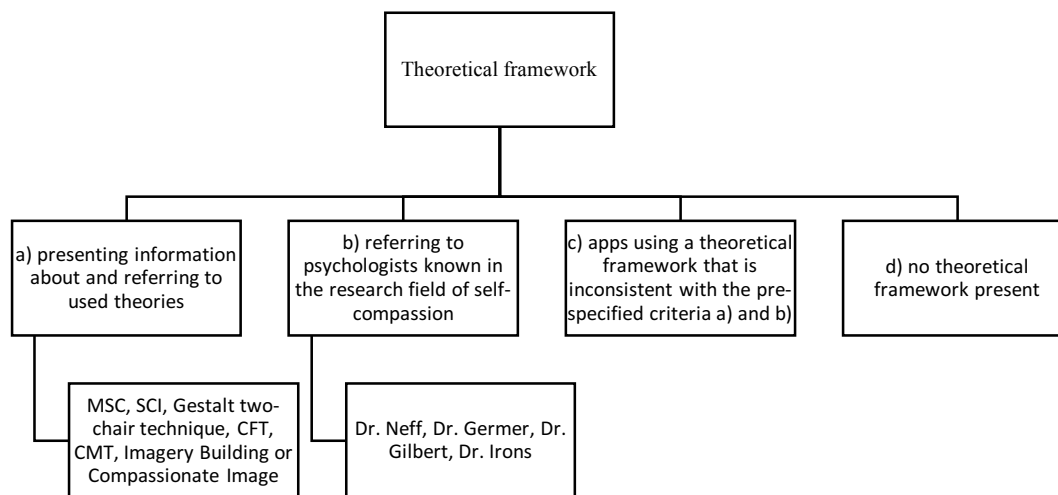 Theoretical framework
a) presenting information
about and referring to
used theories
b) referring to
psychologists known in
the research field of self-
compassion
c) apps using a theoretical
framework that is
inconsistent with the pre-
specified criteria a) and b)
d) no theoretical
framework present
MSC, SCI, Gestalt two-
chair technique, CFT,
CMT, Imagery Building or
Compassionate Image
Dr. Neff, Dr. Germer, Dr.
Gilbert, Dr. Irons